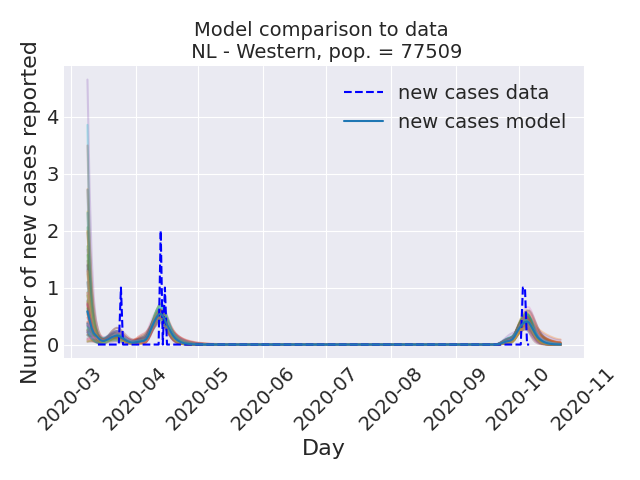 Model comparison to data
NL - Western, pop. = 77509
Number of new cases reported
4
3
2
1
0
new cases data
new cases model
2020-03
2020-04
2020-05
2020-06
2020-07
2020-08
2020-09
2020-10
2020-11
Day